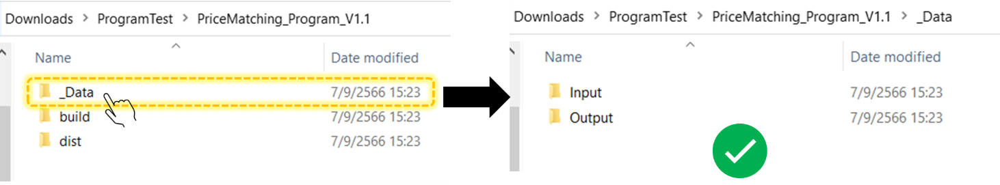 Downloads > ProgramTest > PriceMatching_Program_V1.1
Name Date modified
_Data 7/9/2566 15:23
build 7/9/2566 15:23
dist 7/9/2566 15:23
Downloads > ProgramTest > PriceMatching_Program_V1.1 > _Data
Name Date modified
Input 7/9/2566 15:23
Output 7/9/2566 15:23